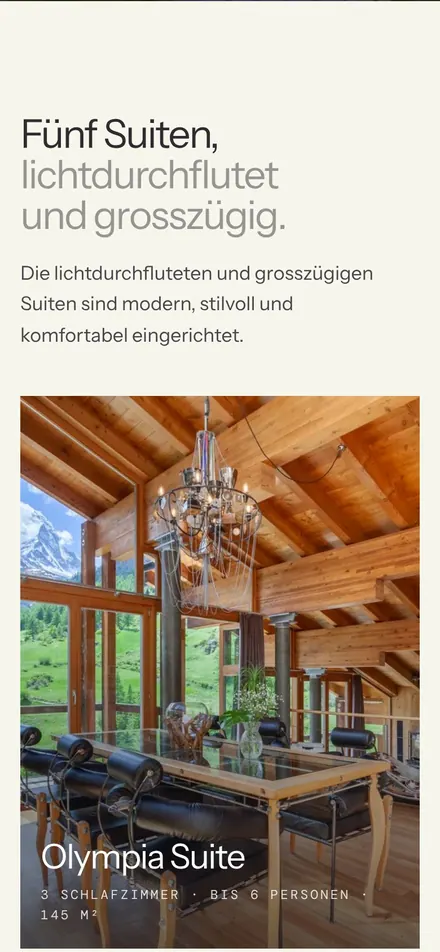 Fünf Suiten,
lichtdurchflutet
und grosszügig.
Die lichtdurchfluteten und grosszügigen
Suiten sind modern, stilvoll und
komfortabel eingerichtet.
Olympia Suite
3 SCHLAFZIMMER · BIS 6 PERSONEN ·
145 M²